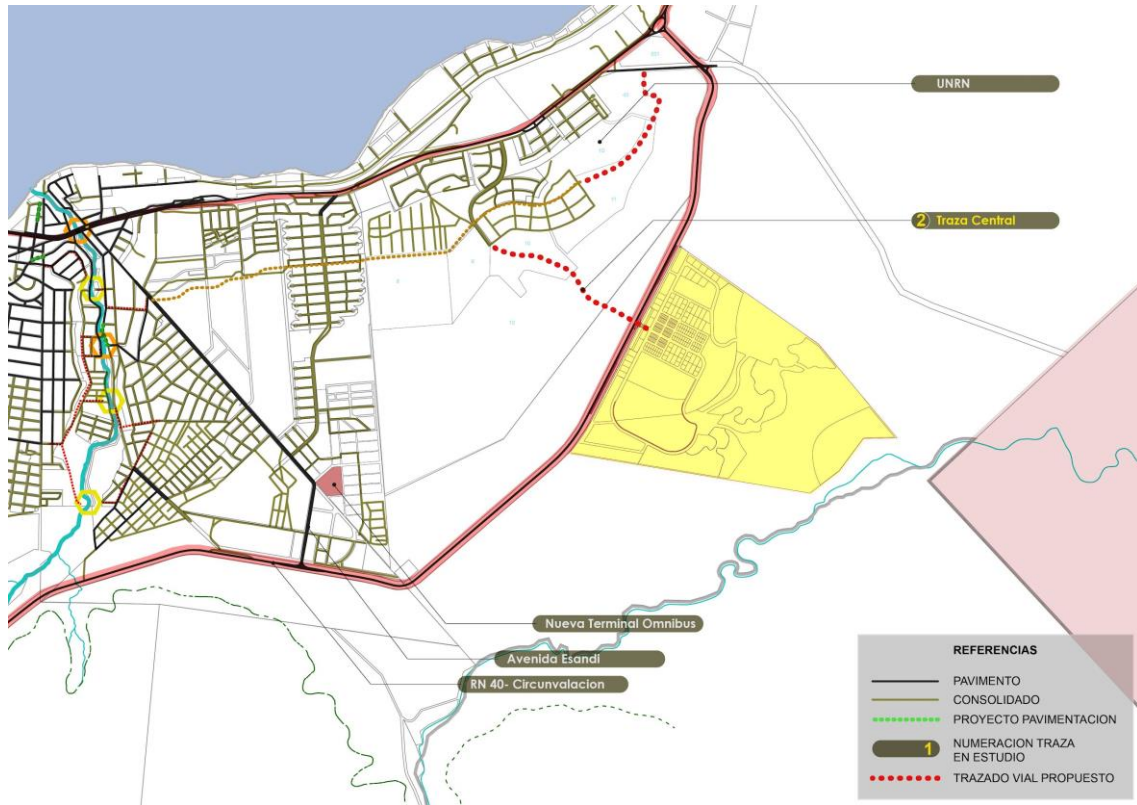 UNRN
2 Traza Central
Nueva Terminal Omnibus
Avenida Esandi
RN 40- Circunvalacion
REFERENCIAS
PAVIMENTO
CONSOLIDADO
PROYECTO PAVIMENTACION
1 NUMERACION TRAZA
EN ESTUDIO
TRAZADO VIAL PROPUESTO